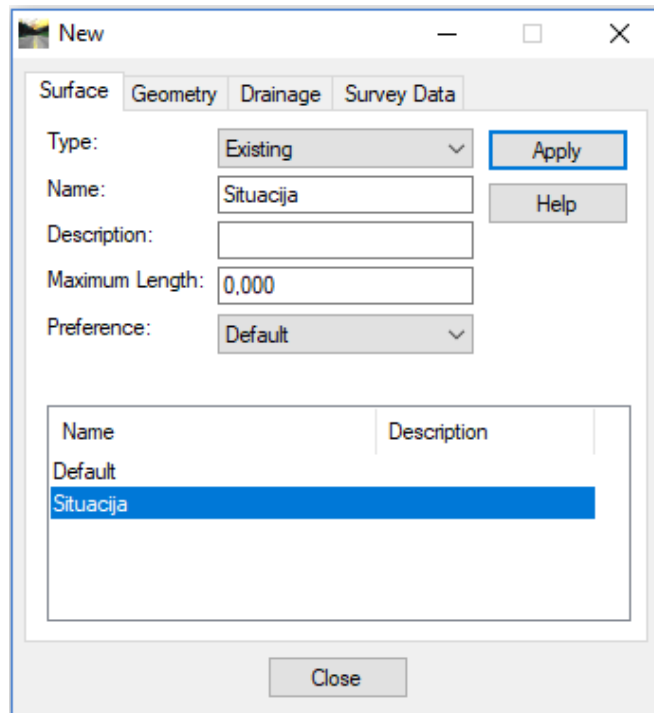 New
Surface Geometry Drainage Survey Data
Type: Existing Apply
Name: Situacija Help
Description:
Maximum Length: 0,000
Preference: Default
Name Description
Default
Situacija
Close